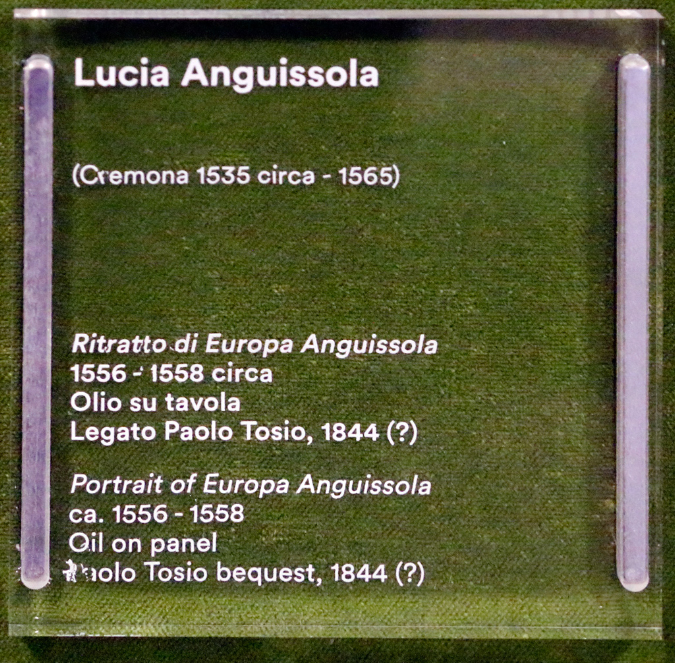 Lucia Anguissola
(Cremona 1535 circa - 1565)
Ritratto di Europa Anguissola
1556 - 1558 circa
Olio su tavola
Legato Paolo Tosio, 1844 (?)
Portrait of Europa Anguissola
ca. 1556 - 1558
Oil on panel
Paolo Tosio bequest, 1844 (?)